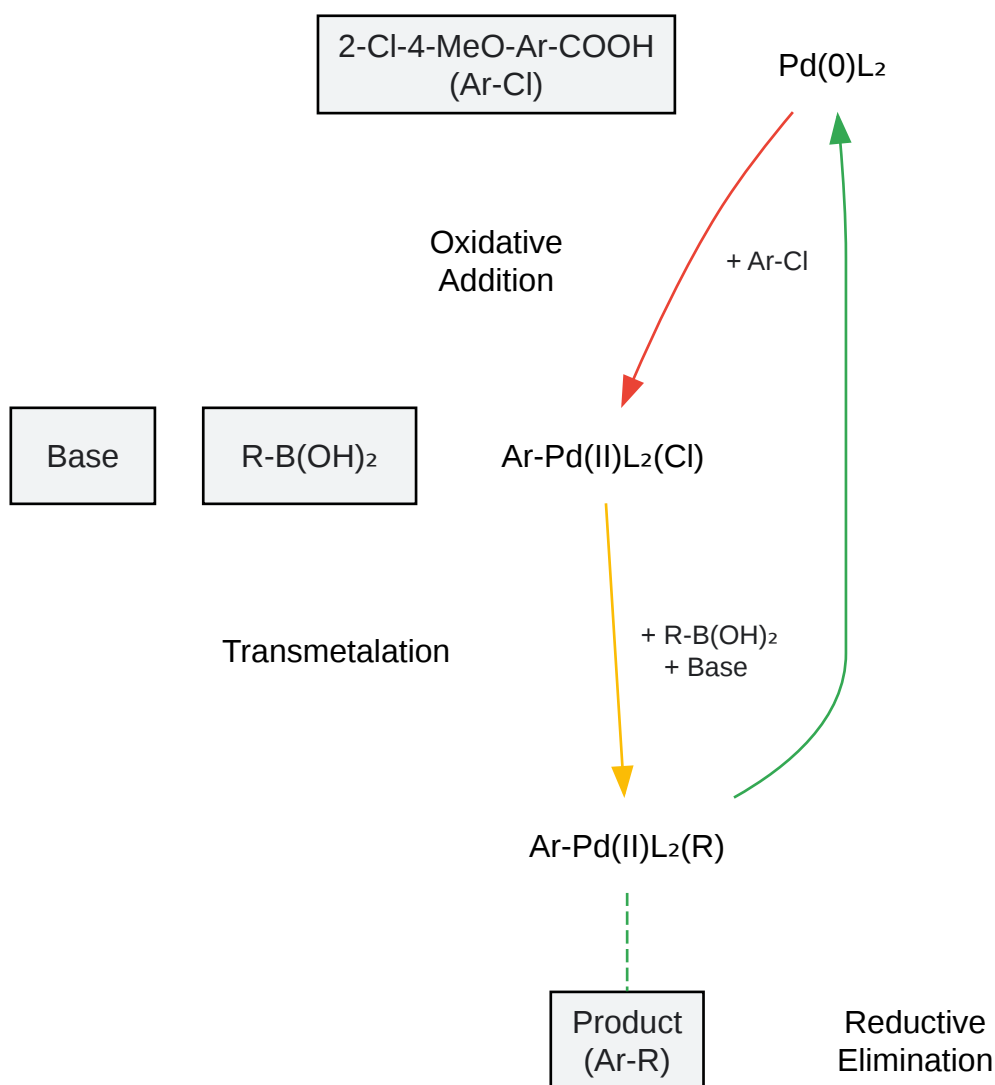 2-Cl-4-MeO-Ar-COOH
(Ar-Cl)
Pd(0)L₂
Oxidative
Addition
+ Ar-Cl
Base
R-B(OH)₂
Ar-Pd(II)L₂(Cl)
Transmetalation
+ R-B(OH)₂
+ Base
Ar-Pd(II)L₂(R)
Product
(Ar-R)
Reductive
Elimination